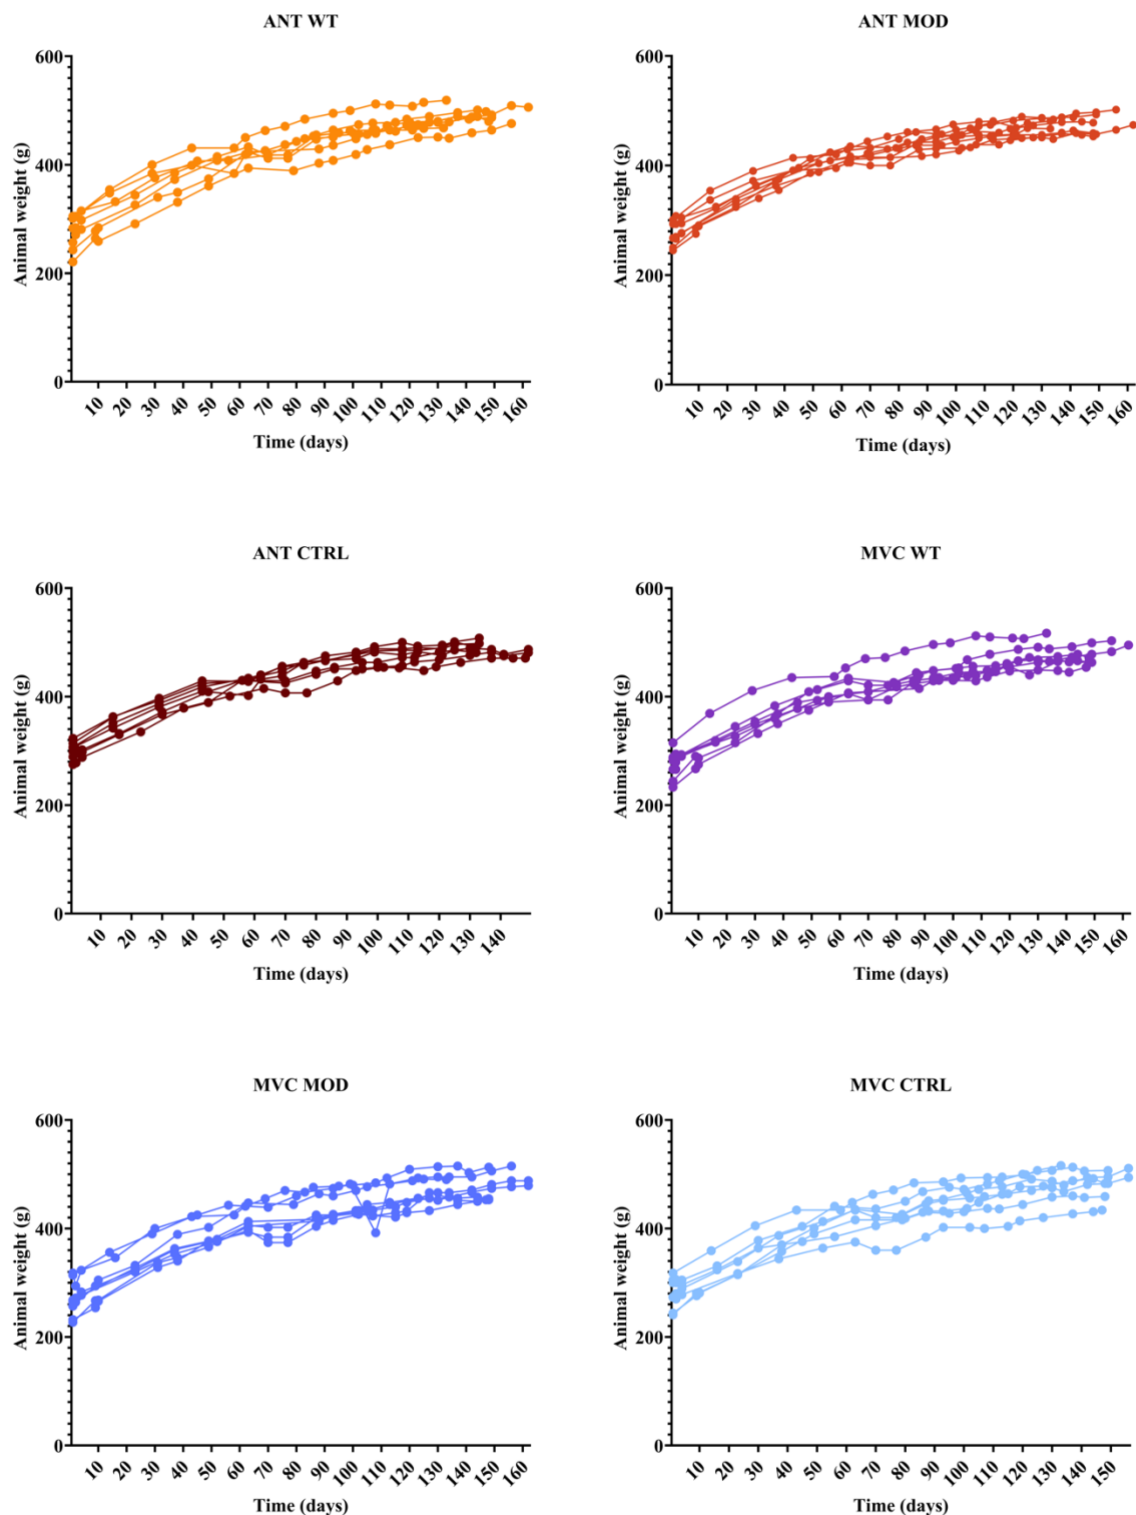 ANT WT
Animal weight (g)
600
400
200
0
10 20 30 40 50 60 70 80 90 100 110 120 130 140 150 160
Time (days)
ANT MOD
Animal weight (g)
600
400
200
0
10 20 30 40 50 60 70 80 90 100 110 120 130 140 150 160
Time (days)
ANT CTRL
Animal weight (g)
600
400
200
0
10 20 30 40 50 60 70 80 90 100 110 120 130 140
Time (days)
MVC WT
Animal weight (g)
600
400
200
0
10 20 30 40 50 60 70 80 90 100 110 120 130 140 150 160
Time (days)
MVC MOD
Animal weight (g)
600
400
200
0
10 20 30 40 50 60 70 80 90 100 110 120 130 140 150 160
Time (days)
MVC CTRL
Animal weight (g)
600
400
200
0
10 20 30 40 50 60 70 80 90 100 110 120 130 140 150
Time (days)